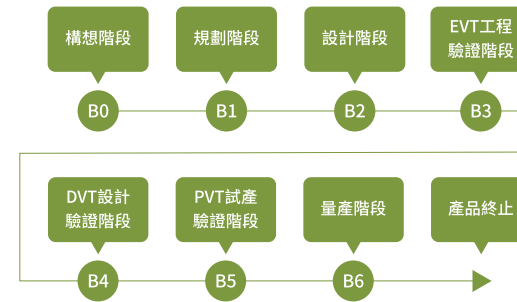 構想階段
規劃階段
設計階段
EVT工程
驗證階段
B0
B1
B2
B3
DVT設計
驗證階段
PVT試產
驗證階段
量產階段
產品終止
B4
B5
B6